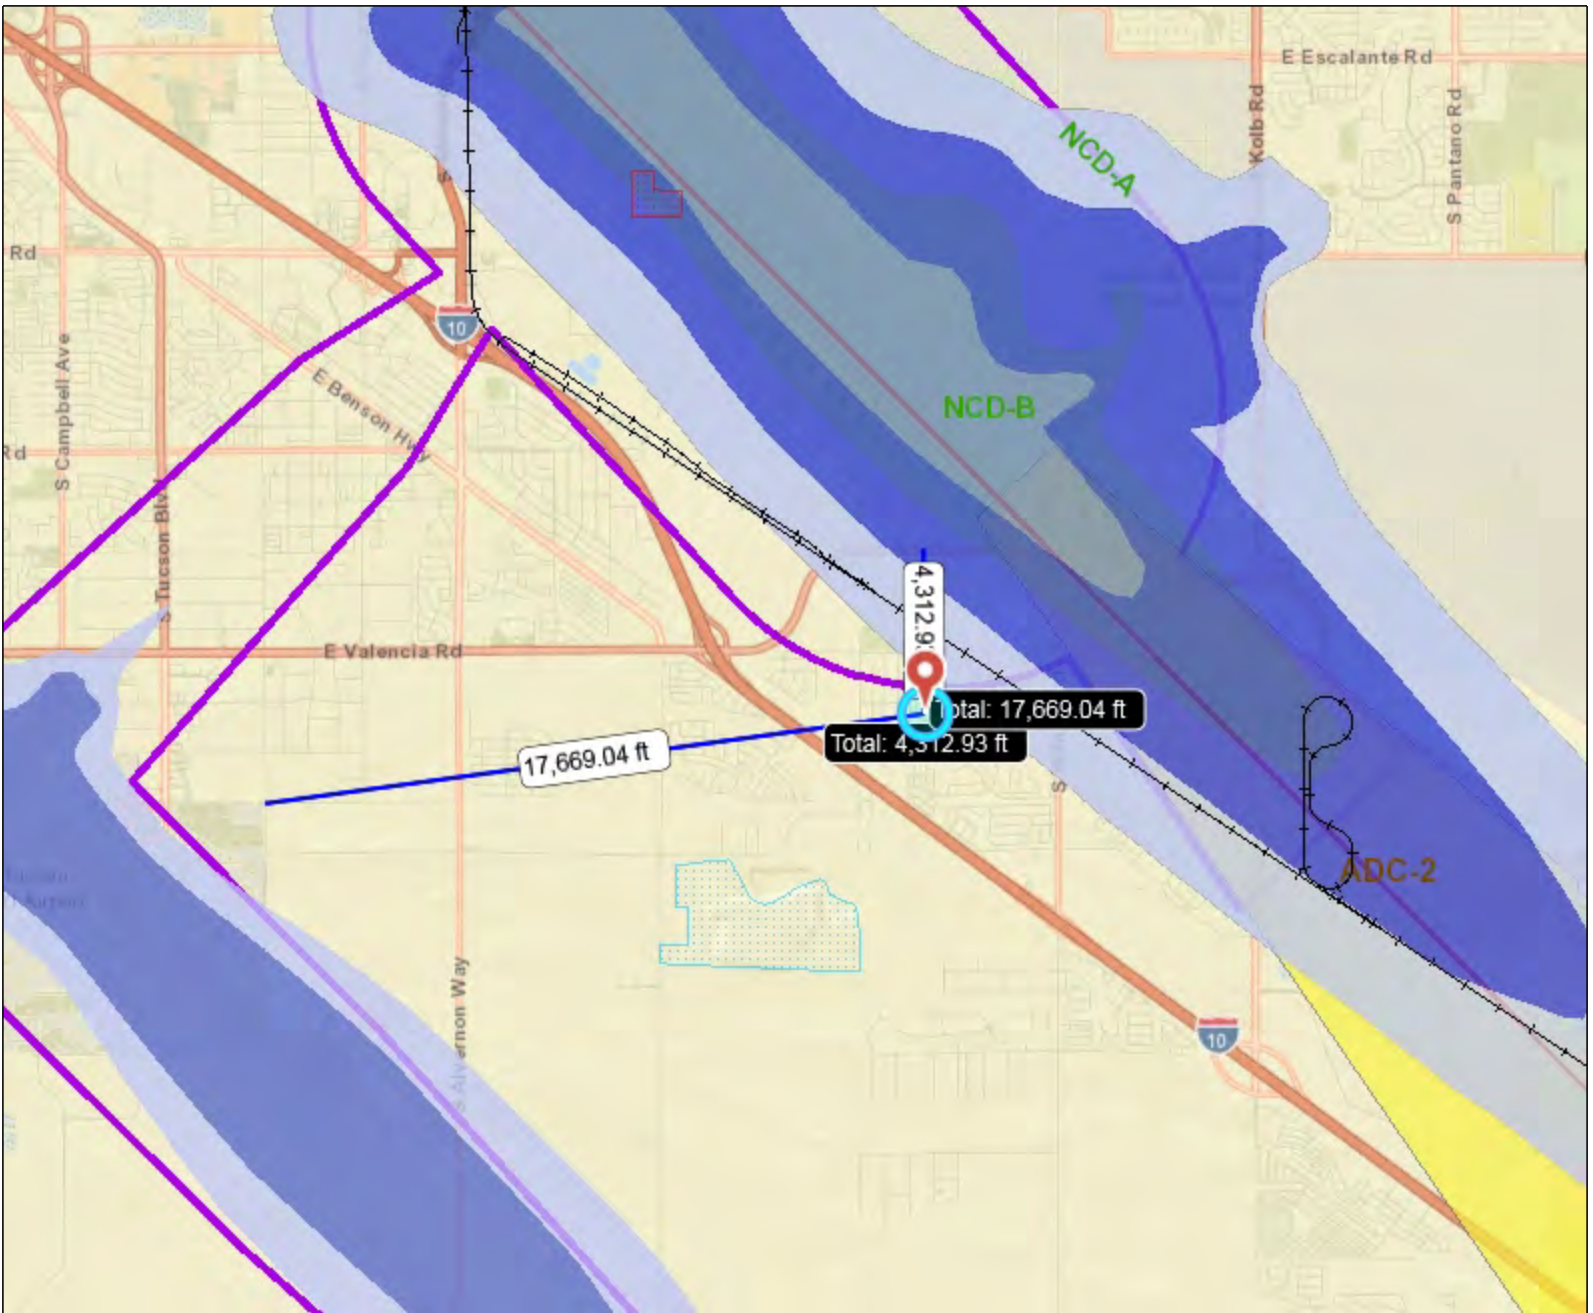 E Escalante Rd
Kolb Rd
S Pantano Rd
NCD-A
Rd
10
S Campbell Ave
E Benson Hwy
NCD-B
Rd
S Tucson Blvd
4,312.93
E Valencia Rd
Total: 17,669.04 ft
Total: 4,312.93 ft
17,669.04 ft
S
ADC-2
S Alvernon Way
10